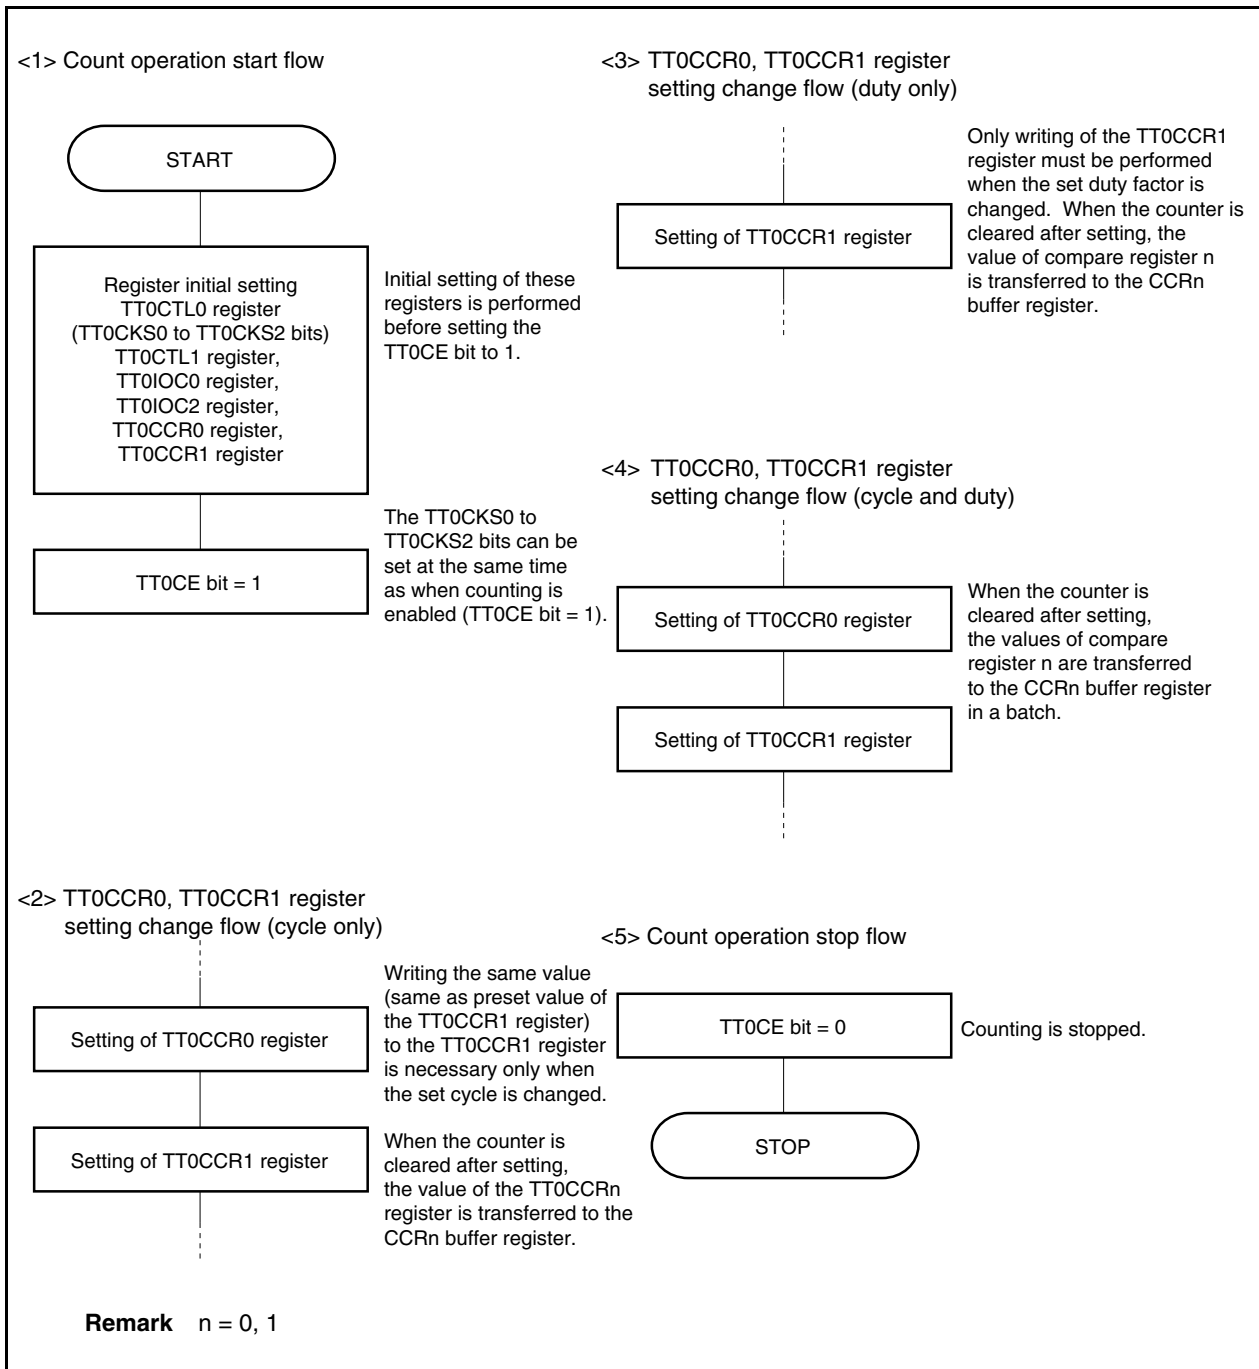 <1> Count operation start flow
START
Register initial setting
TT0CTL0 register
(TT0CKS0 to TT0CKS2 bits)
TT0CTL1 register,
TT0IOC0 register,
TT0IOC2 register,
TT0CCR0 register,
TT0CCR1 register
Initial setting of these
registers is performed
before setting the
TT0CE bit to 1.
TT0CE bit = 1
The TT0CKS0 to
TT0CKS2 bits can be
set at the same time
as when counting is
enabled (TT0CE bit = 1).
<2> TT0CCR0, TT0CCR1 register
setting change flow (cycle only)
Setting of TT0CCR0 register
Writing the same value
(same as preset value of
the TT0CCR1 register)
to the TT0CCR1 register
is necessary only when
the set cycle is changed.
Setting of TT0CCR1 register
When the counter is
cleared after setting,
the value of the TT0CCRn
register is transferred to the
CCRn buffer register.
<3> TT0CCR0, TT0CCR1 register
setting change flow (duty only)
Setting of TT0CCR1 register
Only writing of the TT0CCR1
register must be performed
when the set duty factor is
changed. When the counter is
cleared after setting, the
value of compare register n
is transferred to the CCRn
buffer register.
<4> TT0CCR0, TT0CCR1 register
setting change flow (cycle and duty)
Setting of TT0CCR0 register
When the counter is
cleared after setting,
the values of compare
register n are transferred
to the CCRn buffer register
in a batch.
Setting of TT0CCR1 register
<5> Count operation stop flow
TT0CE bit = 0
Counting is stopped.
STOP
Remark n = 0, 1